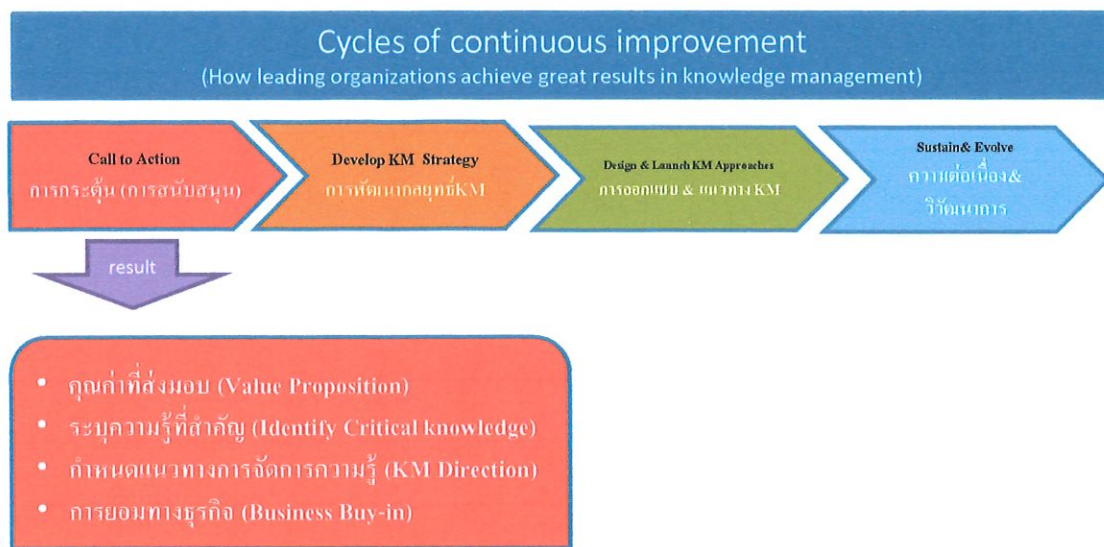 Cycles of continuous improvement
(How leading organizations achieve great results in knowledge management)
Call to Action
การกระตุ้น (การสนับสนุน)
Develop KM Strategy
การพัฒนากลยุทธ์KM
Design & Launch KM Approaches
การออกแบบ & แนวทาง KM
Sustain& Evolve
ความต่อเนื่อง&
วิวัฒนาการ
result
• คุณค่าที่ส่งมอบ (Value Proposition)
• ระบุความรู้ที่สำคัญ (Identify Critical knowledge)
• กำหนดแนวทางการจัดการความรู้ (KM Direction)
• การยอมทางธุรกิจ (Business Buy-in)